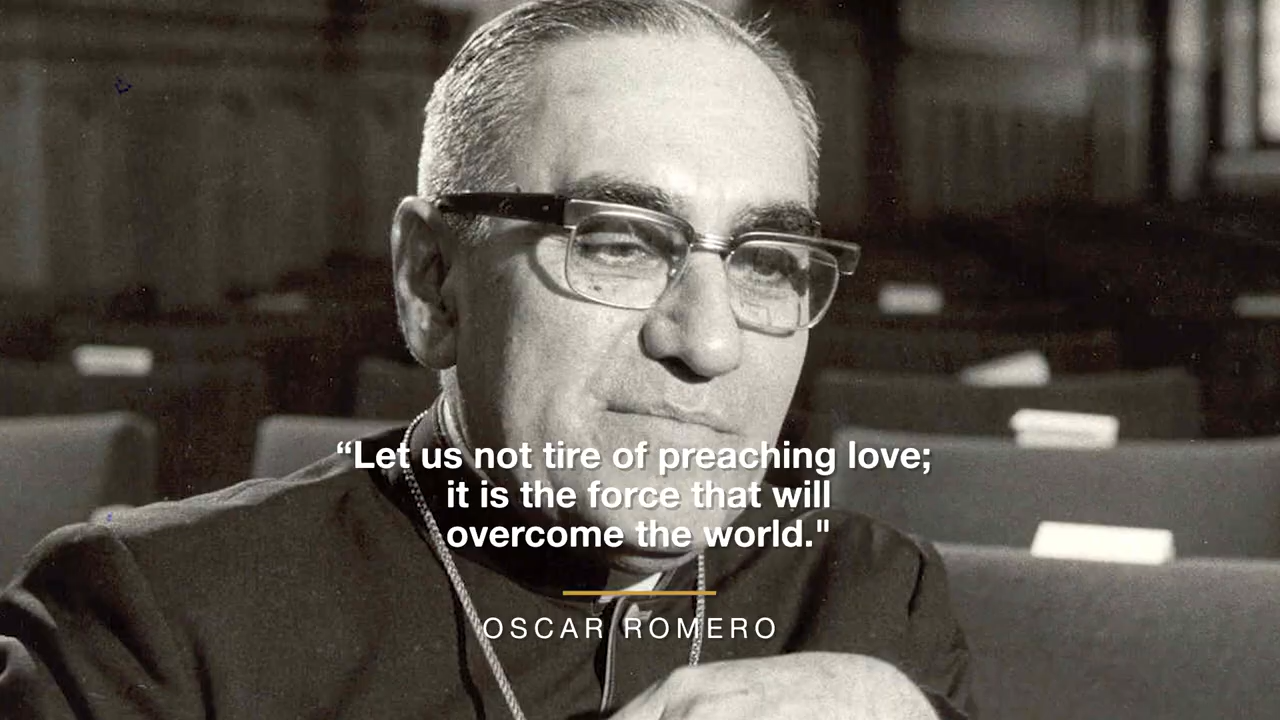 “Let us not tire of preaching love;
it is the force that will
overcome the world."
OSCAR ROMERO